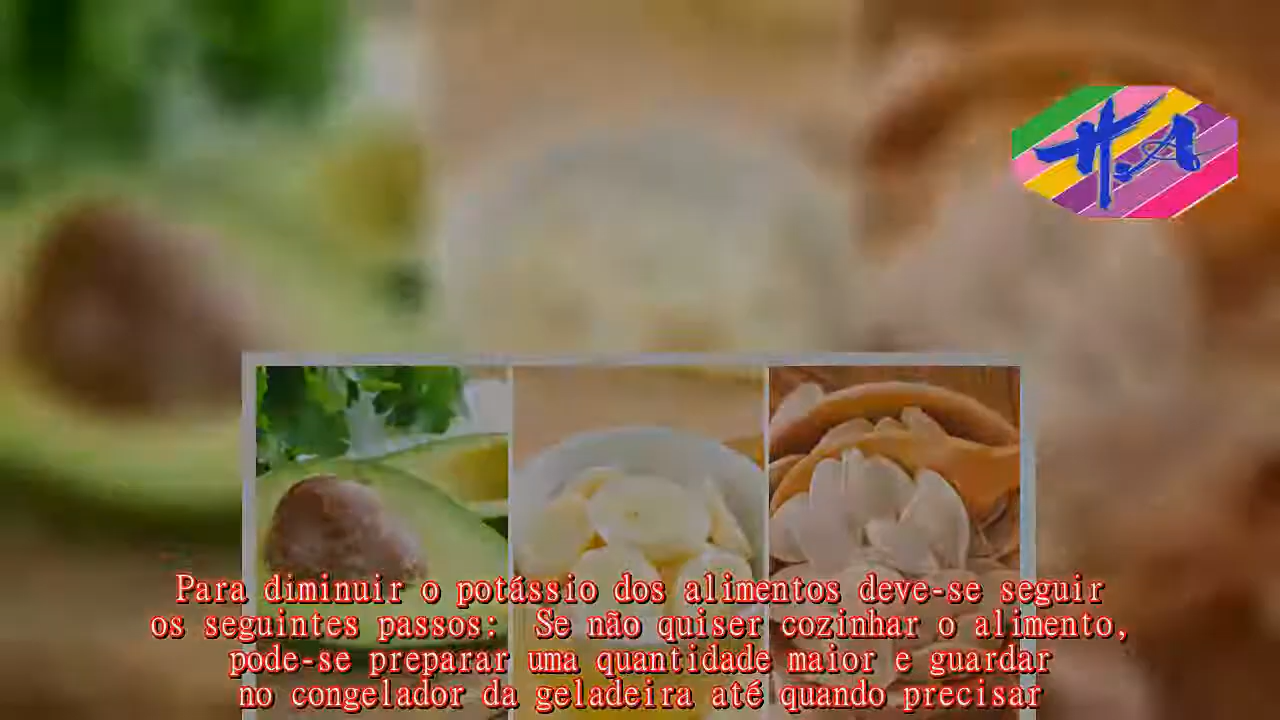 H.A
Para diminuir o potássio dos alimentos deve-se seguir
os seguintes passos:  Se não quiser cozinhar o alimento,
pode-se preparar uma quantidade maior e guardar
no congelador da geladeira até quando precisar